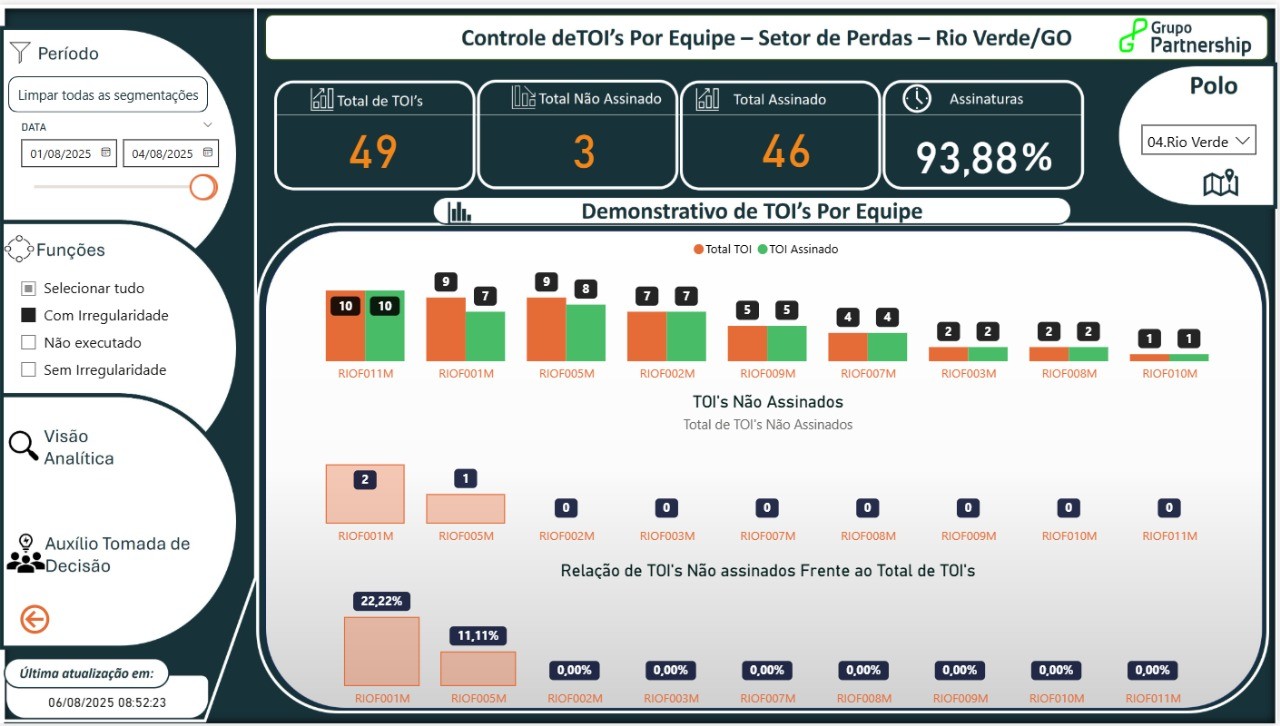 Controle deTOI's Por Equipe – Setor de Perdas – Rio Verde/GO
Grupo
Partnership
Período
Limpar todas as segmentações
DATA
01/08/2025
04/08/2025
Total de TOI's
49
Total Não Assinado
3
Total Assinado
46
Assinaturas
93,88%
Polo
04.Rio Verde
Funções
Selecionar tudo
Com Irregularidade
Não executado
Sem Irregularidade
Visão
Analítica
Auxílio Tomada de
Decisão
Última atualização em:
06/08/2025 08:52:23
Demonstrativo de TOI's Por Equipe
Total TOI TOI Assinado
10 10 9 7 9 8 7 7 5 5 4 4 2 2 2 2 1 1
RIOF011M RIOF001M RIOF005M RIOF002M RIOF009M RIOF007M RIOF003M RIOF008M RIOF010M
TOI's Não Assinados
Total de TOI's Não Assinados
2 1 0 0 0 0 0 0 0
RIOF001M RIOF005M RIOF002M RIOF003M RIOF007M RIOF008M RIOF009M RIOF010M RIOF011M
Relação de TOI's Não assinados Frente ao Total de TOI's
22,22% 11,11% 0,00% 0,00% 0,00% 0,00% 0,00% 0,00% 0,00%
RIOF001M RIOF005M RIOF002M RIOF003M RIOF007M RIOF008M RIOF009M RIOF010M RIOF011M